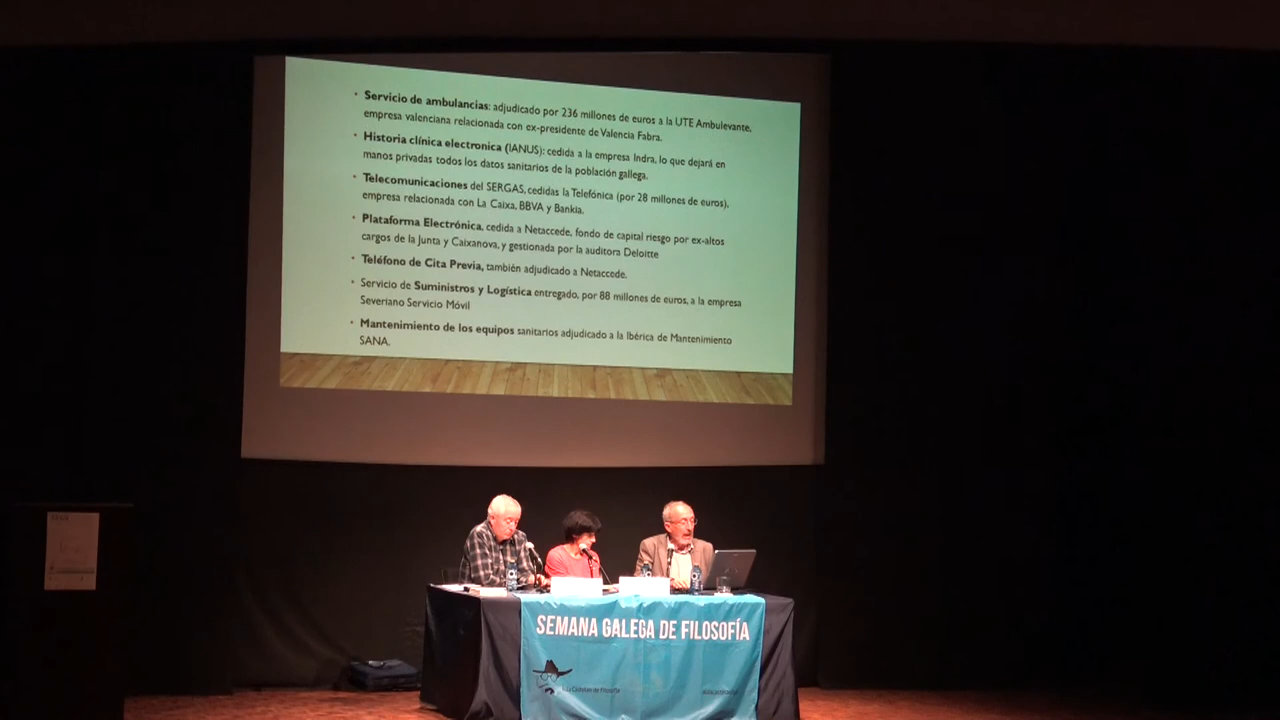 • Servicio de ambulancias: adjudicado por 236 millones de euros a la UTE Ambulevante,
empresa valenciana relacionada con ex-presidente de Valencia Fabra.
• Historia clínica electronica (IANUS): cedida a la empresa Indra, lo que dejará en
manos privadas todos los datos sanitarios de la población gallega.
• Telecomunicaciones del SERGAS, cedidas la Telefónica (por 28 millones de euros),
empresa relacionada con La Caixa, BBVA y Bankia.
• Plataforma Electrónica, cedida a Netaccede, fondo de capital riesgo por ex-altos
cargos de la Junta y Caixanova, y gestionada por la auditora Deloitte
• Teléfono de Cita Previa, también adjudicado a Netaccede.
• Servicio de Suministros y Logística entregado, por 88 millones de euros, a la empresa
Severiano Servicio Móvil
• Mantenimiento de los equipos sanitarios adjudicado a la Ibérica de Mantenimiento
SANA.
SEMANA GALEGA DE FILOSOFÍA
de Filosofía